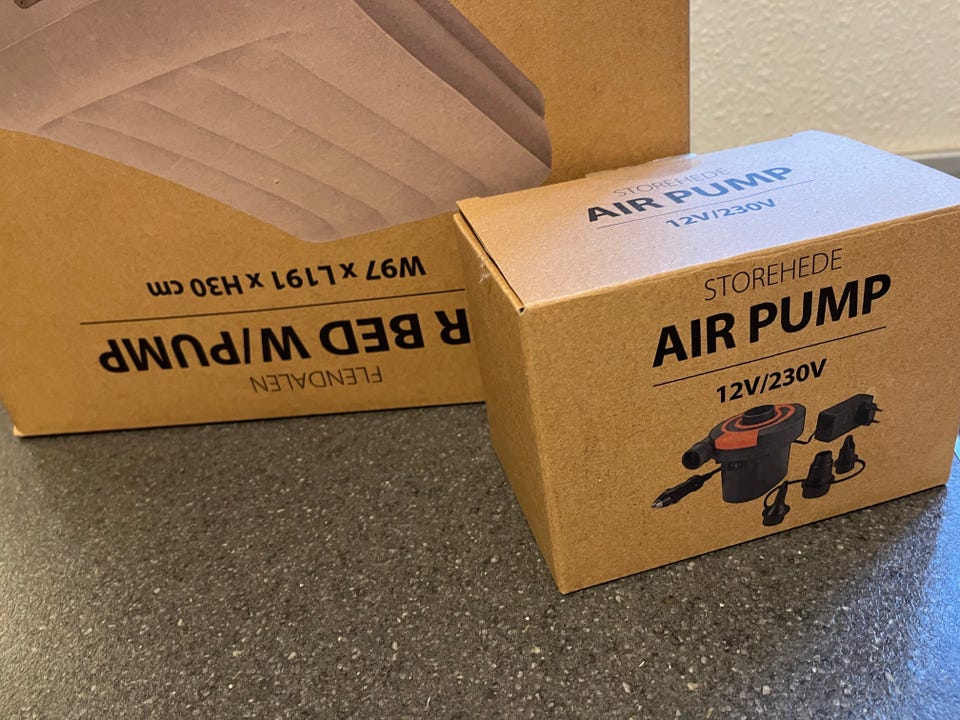 STOREHEDE
AIR PUMP
12V/230V
STOREHEDE
AIR PUMP
12V/230V
FLENDALEN
R BED W/PUMP
W97 x L191 x H30 cm